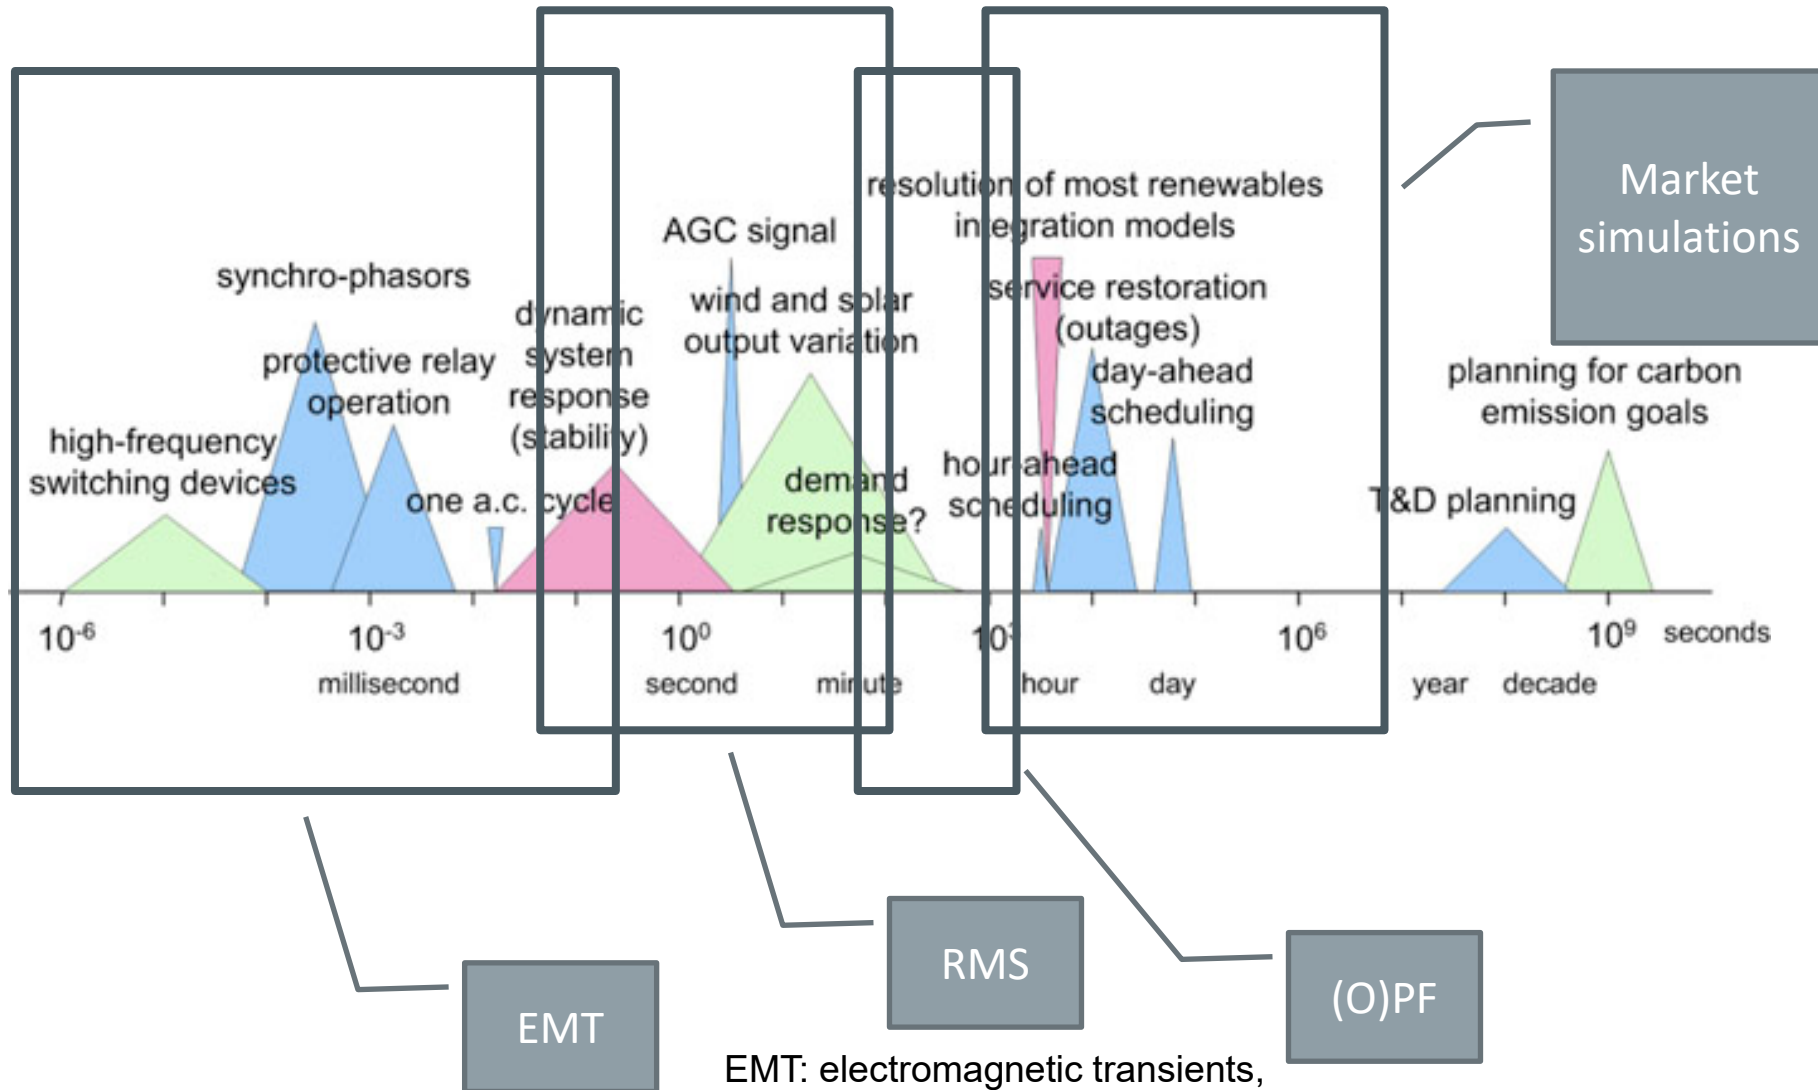 Market
simulations
resolution of most renewables
integration models
AGC signal
synchro-phasors
wind and solar
output variation
service restoration
(outages)
dynamic
system
response
(stability)
protective relay
operation
day-ahead
scheduling
planning for carbon
emission goals
high-frequency
switching devices
one a.c. cycle
demand
response?
hour-ahead
scheduling
T&D planning
10-6
10-3
100
103
106
109
seconds
millisecond
second
minute
hour
day
year
decade
RMS
(O)PF
EMT
EMT: electromagnetic transients,